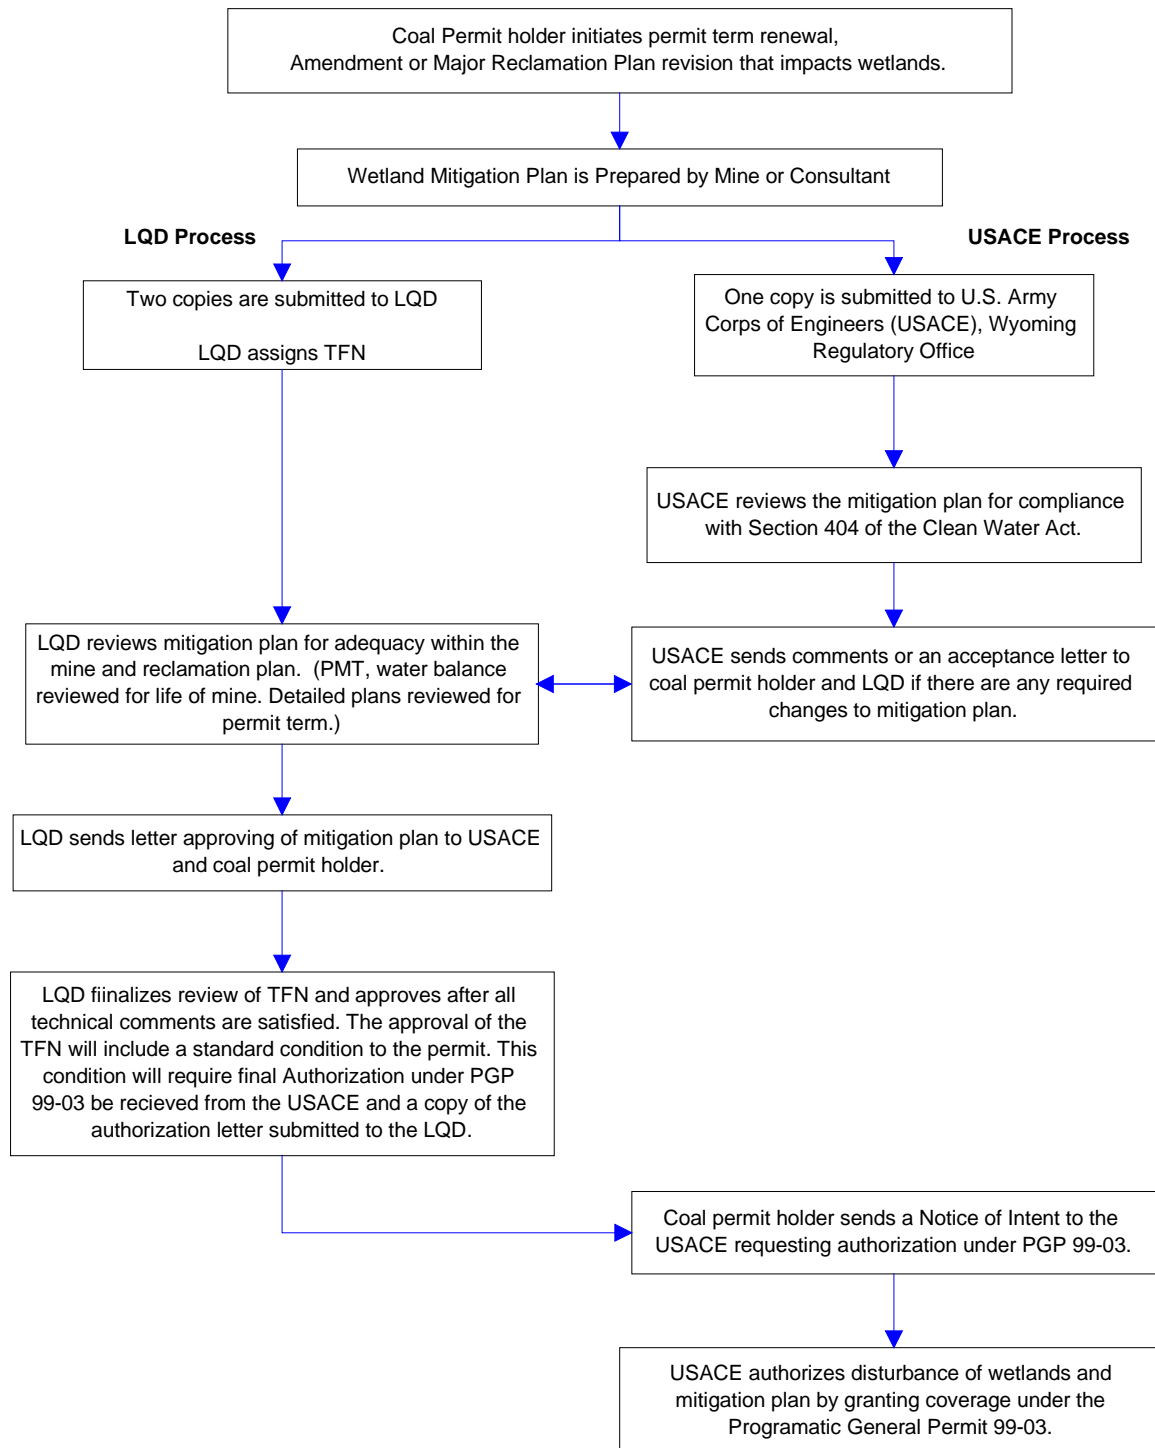 Coal Permit holder initiates permit term renewal,
Amendment or Major Reclamation Plan revision that impacts wetlands.
Wetland Mitigation Plan is Prepared by Mine or Consultant
LQD Process
USACE Process
Two copies are submitted to LQD
LQD assigns TFN
One copy is submitted to U.S. Army
Corps of Engineers (USACE), Wyoming
Regulatory Office
USACE reviews the mitigation plan for compliance
with Section 404 of the Clean Water Act.
LQD reviews mitigation plan for adequacy within the
mine and reclamation plan. (PMT, water balance
reviewed for life of mine. Detailed plans reviewed for
permit term.)
USACE sends comments or an acceptance letter to
coal permit holder and LQD if there are any required
changes to mitigation plan.
LQD sends letter approving of mitigation plan to USACE
and coal permit holder.
LQD fiinalizes review of TFN and approves after all
technical comments are satisfied. The approval of the
TFN will include a standard condition to the permit. This
condition will require final Authorization under PGP
99-03 be recieved from the USACE and a copy of the
authorization letter submitted to the LQD.
Coal permit holder sends a Notice of Intent to the
USACE requesting authorization under PGP 99-03.
USACE authorizes disturbance of wetlands and
mitigation plan by granting coverage under the
Programatic General Permit 99-03.